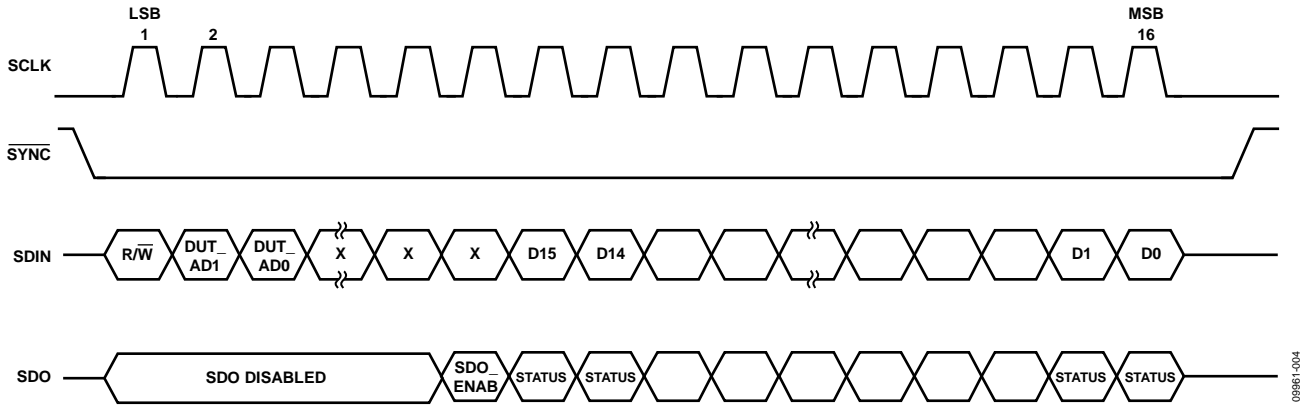 LSB
1
2
MSB
16
SCLK
SYNC
SDIN
R/W
DUT_
AD1
DUT_
AD0
X
X
X
D15
D14
D1
D0
SDO
SDO DISABLED
SDO_
ENAB
STATUS
STATUS
STATUS
STATUS
09961-004